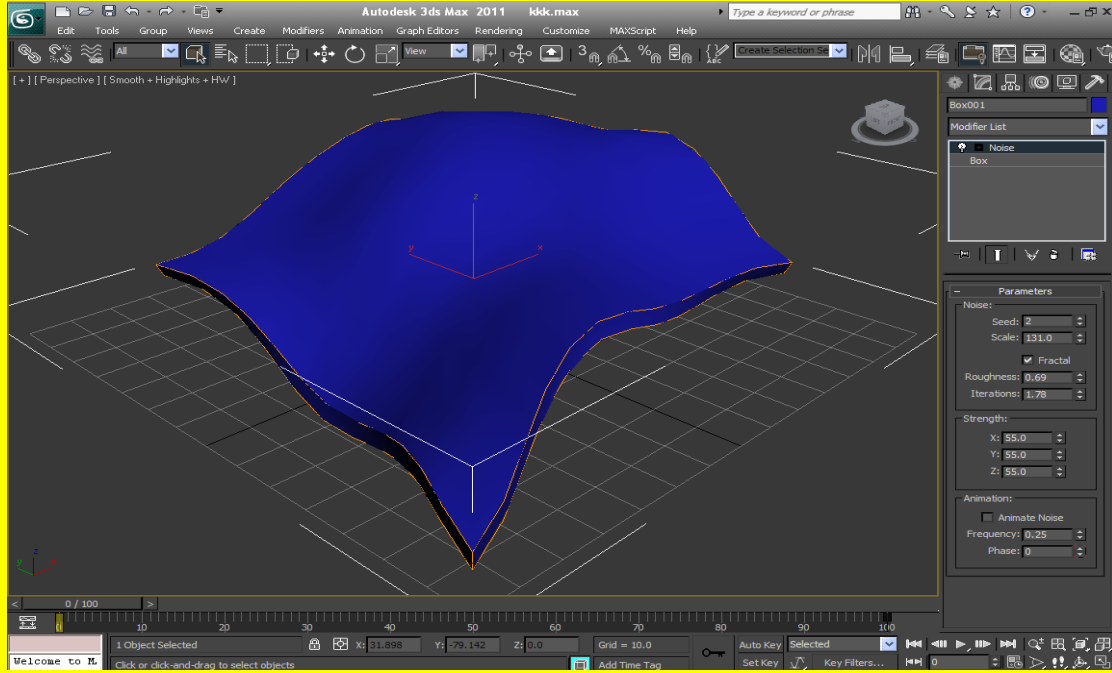 Autodesk 3ds Max 2011 kkk.max
Type a keyword or phrase
Edit Tools Group Views Create Modifiers Animation Graph Editors Rendering Customize MAXScript Help
All
View
3
Create Selection Se
[ + ] [ Perspective ] [ Smooth + Highlights + HW ]
Box001
Modifier List
Noise
Box
z
y x
Parameters
Noise:
Seed: 2
Scale: 131.0
Fractal
Roughness: 0.69
Iterations: 1.78
Strength:
X: 55.0
Y: 55.0
Z: 55.0
Animation:
Animate Noise
Frequency: 0.25
Phase: 0
z
y x
< 0 / 100 >
0 10 20 30 40 50 60 70 80 90 100
1 Object Selected X: 31.898 Y: -79.142 Z: 0.0 Grid = 10.0 Auto Key Selected
Welcome to M. Click or click-and-drag to select objects Add Time Tag Set Key Key Filters... 0